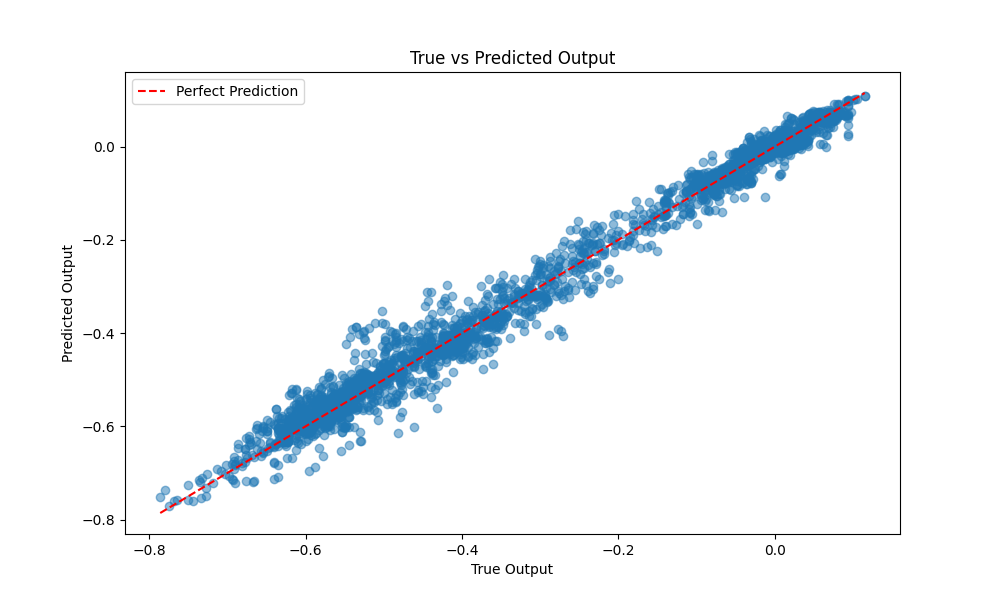 True vs Predicted Output
Perfect Prediction
Predicted Output
0.0
−0.2
−0.4
−0.6
−0.8
−0.8 −0.6 −0.4 −0.2 0.0
True Output